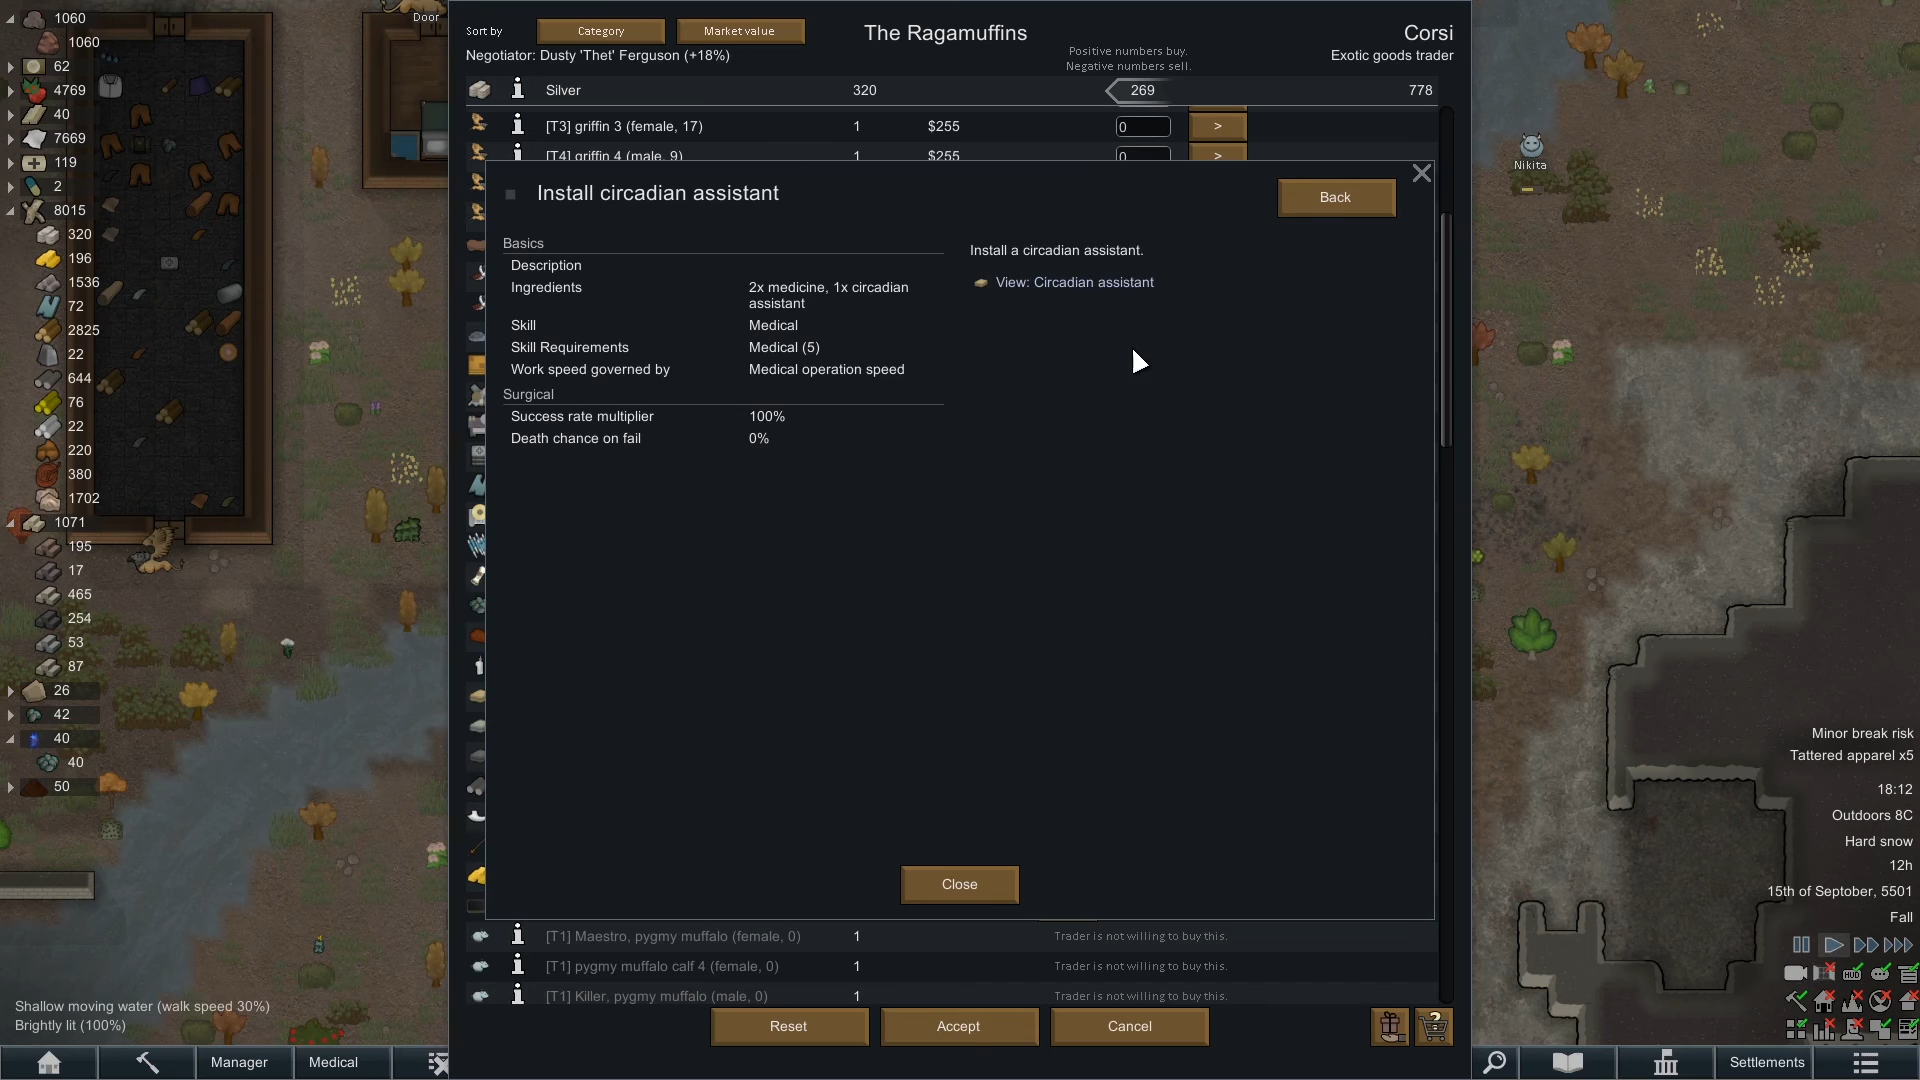 Door
Sort by
Category
Market value
The Ragamuffins
Corsi
Negotiator: Dusty 'Thet' Ferguson (+18%)
Positive numbers buy.
Negative numbers sell.
Exotic goods trader
Silver 320 269 778
[T3] griffin 3 (female, 17) 1 $255 0 >
[T4] griffin 4 (male, 9) 1 $255 0 >
Install circadian assistant
Back
Basics
Description
Ingredients 2x medicine, 1x circadian
assistant
Skill Medical
Skill Requirements Medical (5)
Work speed governed by Medical operation speed
Surgical
Success rate multiplier 100%
Death chance on fail 0%
Install a circadian assistant.
View: Circadian assistant
Close
[T1] Maestro, pygmy muffalo (female, 0) 1 Trader is not willing to buy this.
[T1] pygmy muffalo calf 4 (female, 0) 1 Trader is not willing to buy this.
[T1] Killer, pygmy muffalo (male, 0) 1 Trader is not willing to buy this.
Reset
Accept
Cancel
1060
1060
62
4769
40
7669
119
2
8015
320
196
1536
72
2825
22
644
76
22
220
380
1702
1071
195
17
465
254
53
87
26
42
40
40
50
Nikita
Minor break risk
Tattered apparel x5
18:12
Outdoors 8C
Hard snow
12h
15th of Septober, 5501
Fall
HUD
Shallow moving water (walk speed 30%)
Brightly lit (100%)
Manager
Medical
Settlements